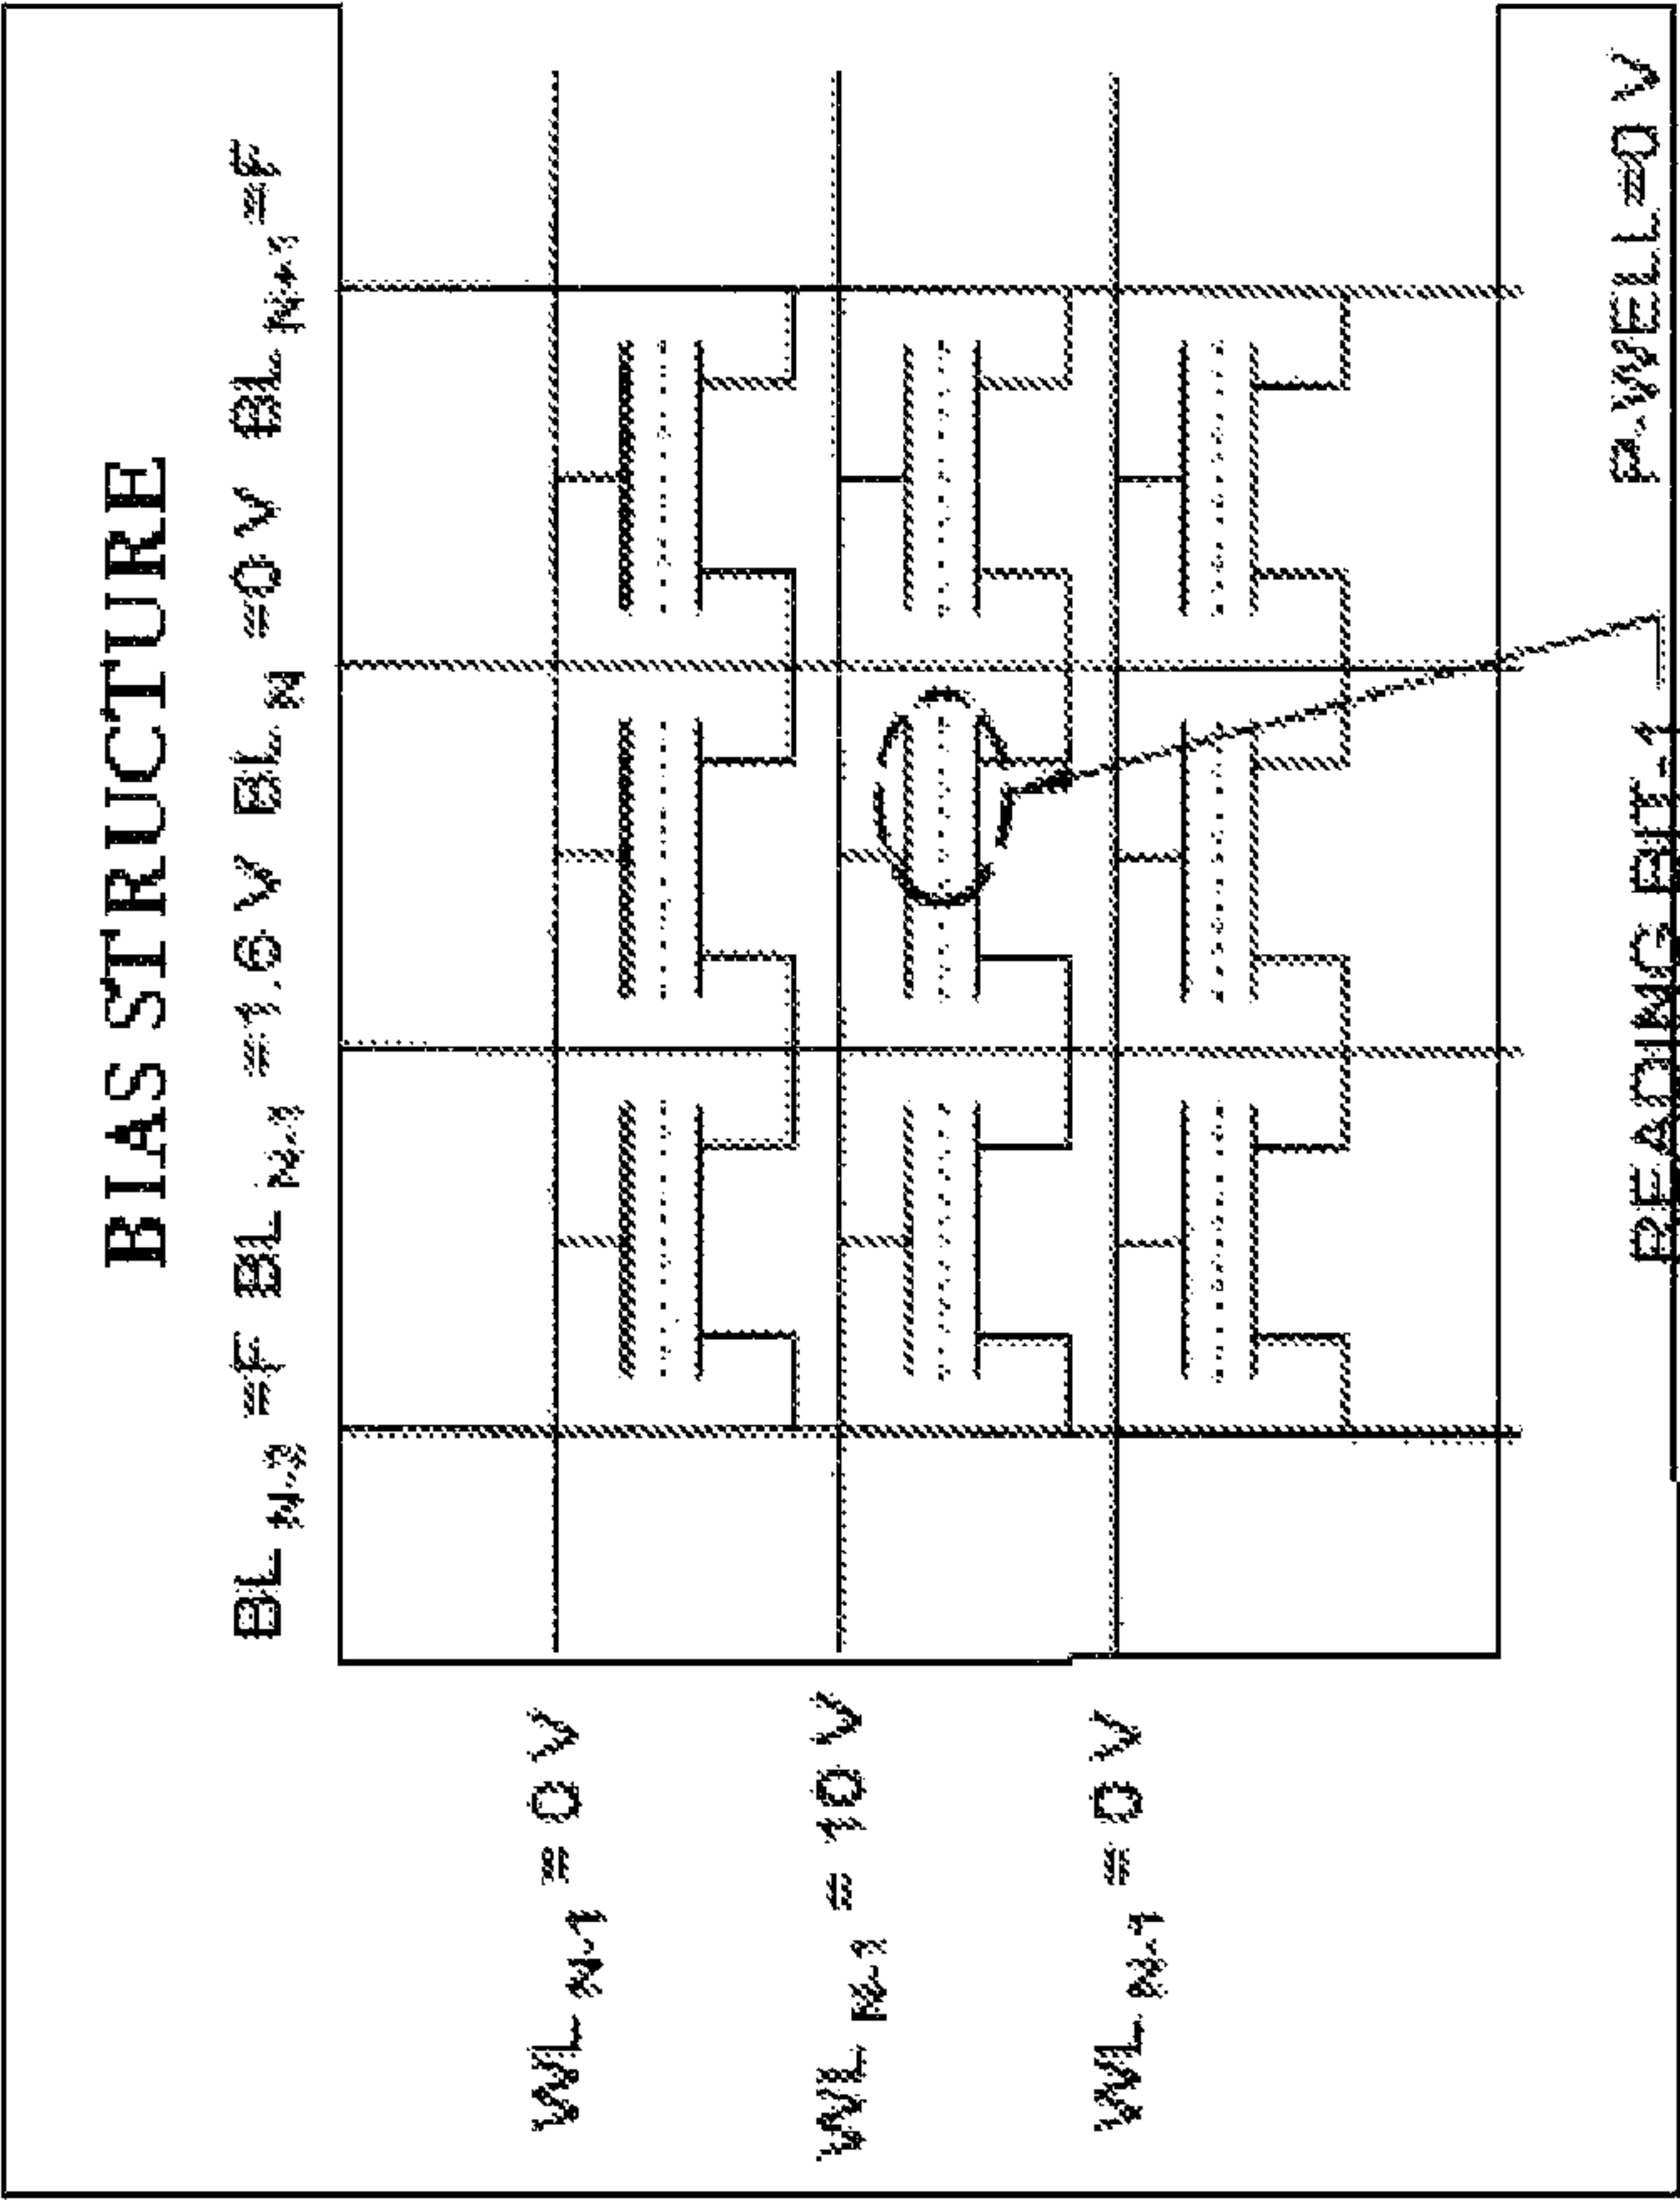 BIAS STRUCTURE
BL N-2 =F BL N-1 =1.6 V BL N =0 V BL N+1 =F
WL N-1 = 0 V
WL N-1 = 10 V
WL N-1 = 0 V
READING BIT-1 P-WELL=0 V